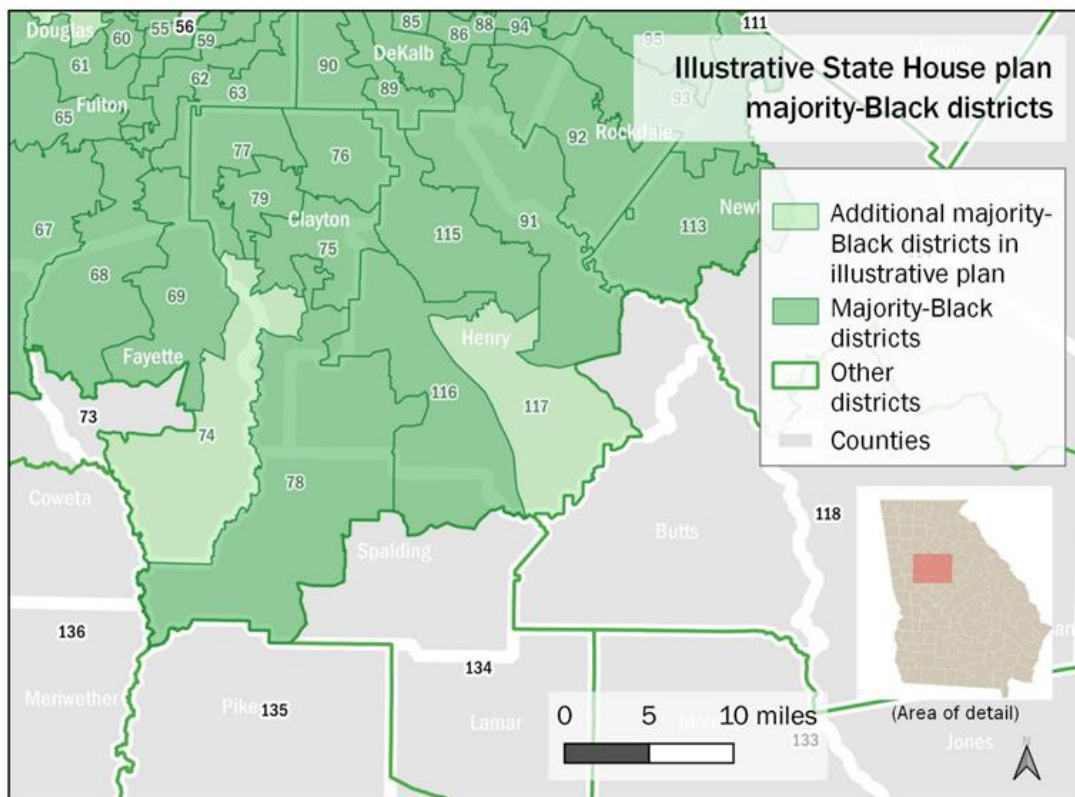 Illustrative State House plan
majority-Black districts
Additional majority-
Black districts in
illustrative plan
Majority-Black
districts
Other
districts
Counties
Douglas
60
55
56
59
85
86
88
94
111
95
61
62
90
DeKalb
89
63
93
Fulton
65
92
Rockdale
77
76
79
67
Clayton
91
113
75
115
68
69
Fayette
Henry
73
74
116
117
78
Coweta
118
Butts
Spalding
136
134
Meriwether
135
Lamar
133
Jones
0 5 10 miles
(Area of detail)
N